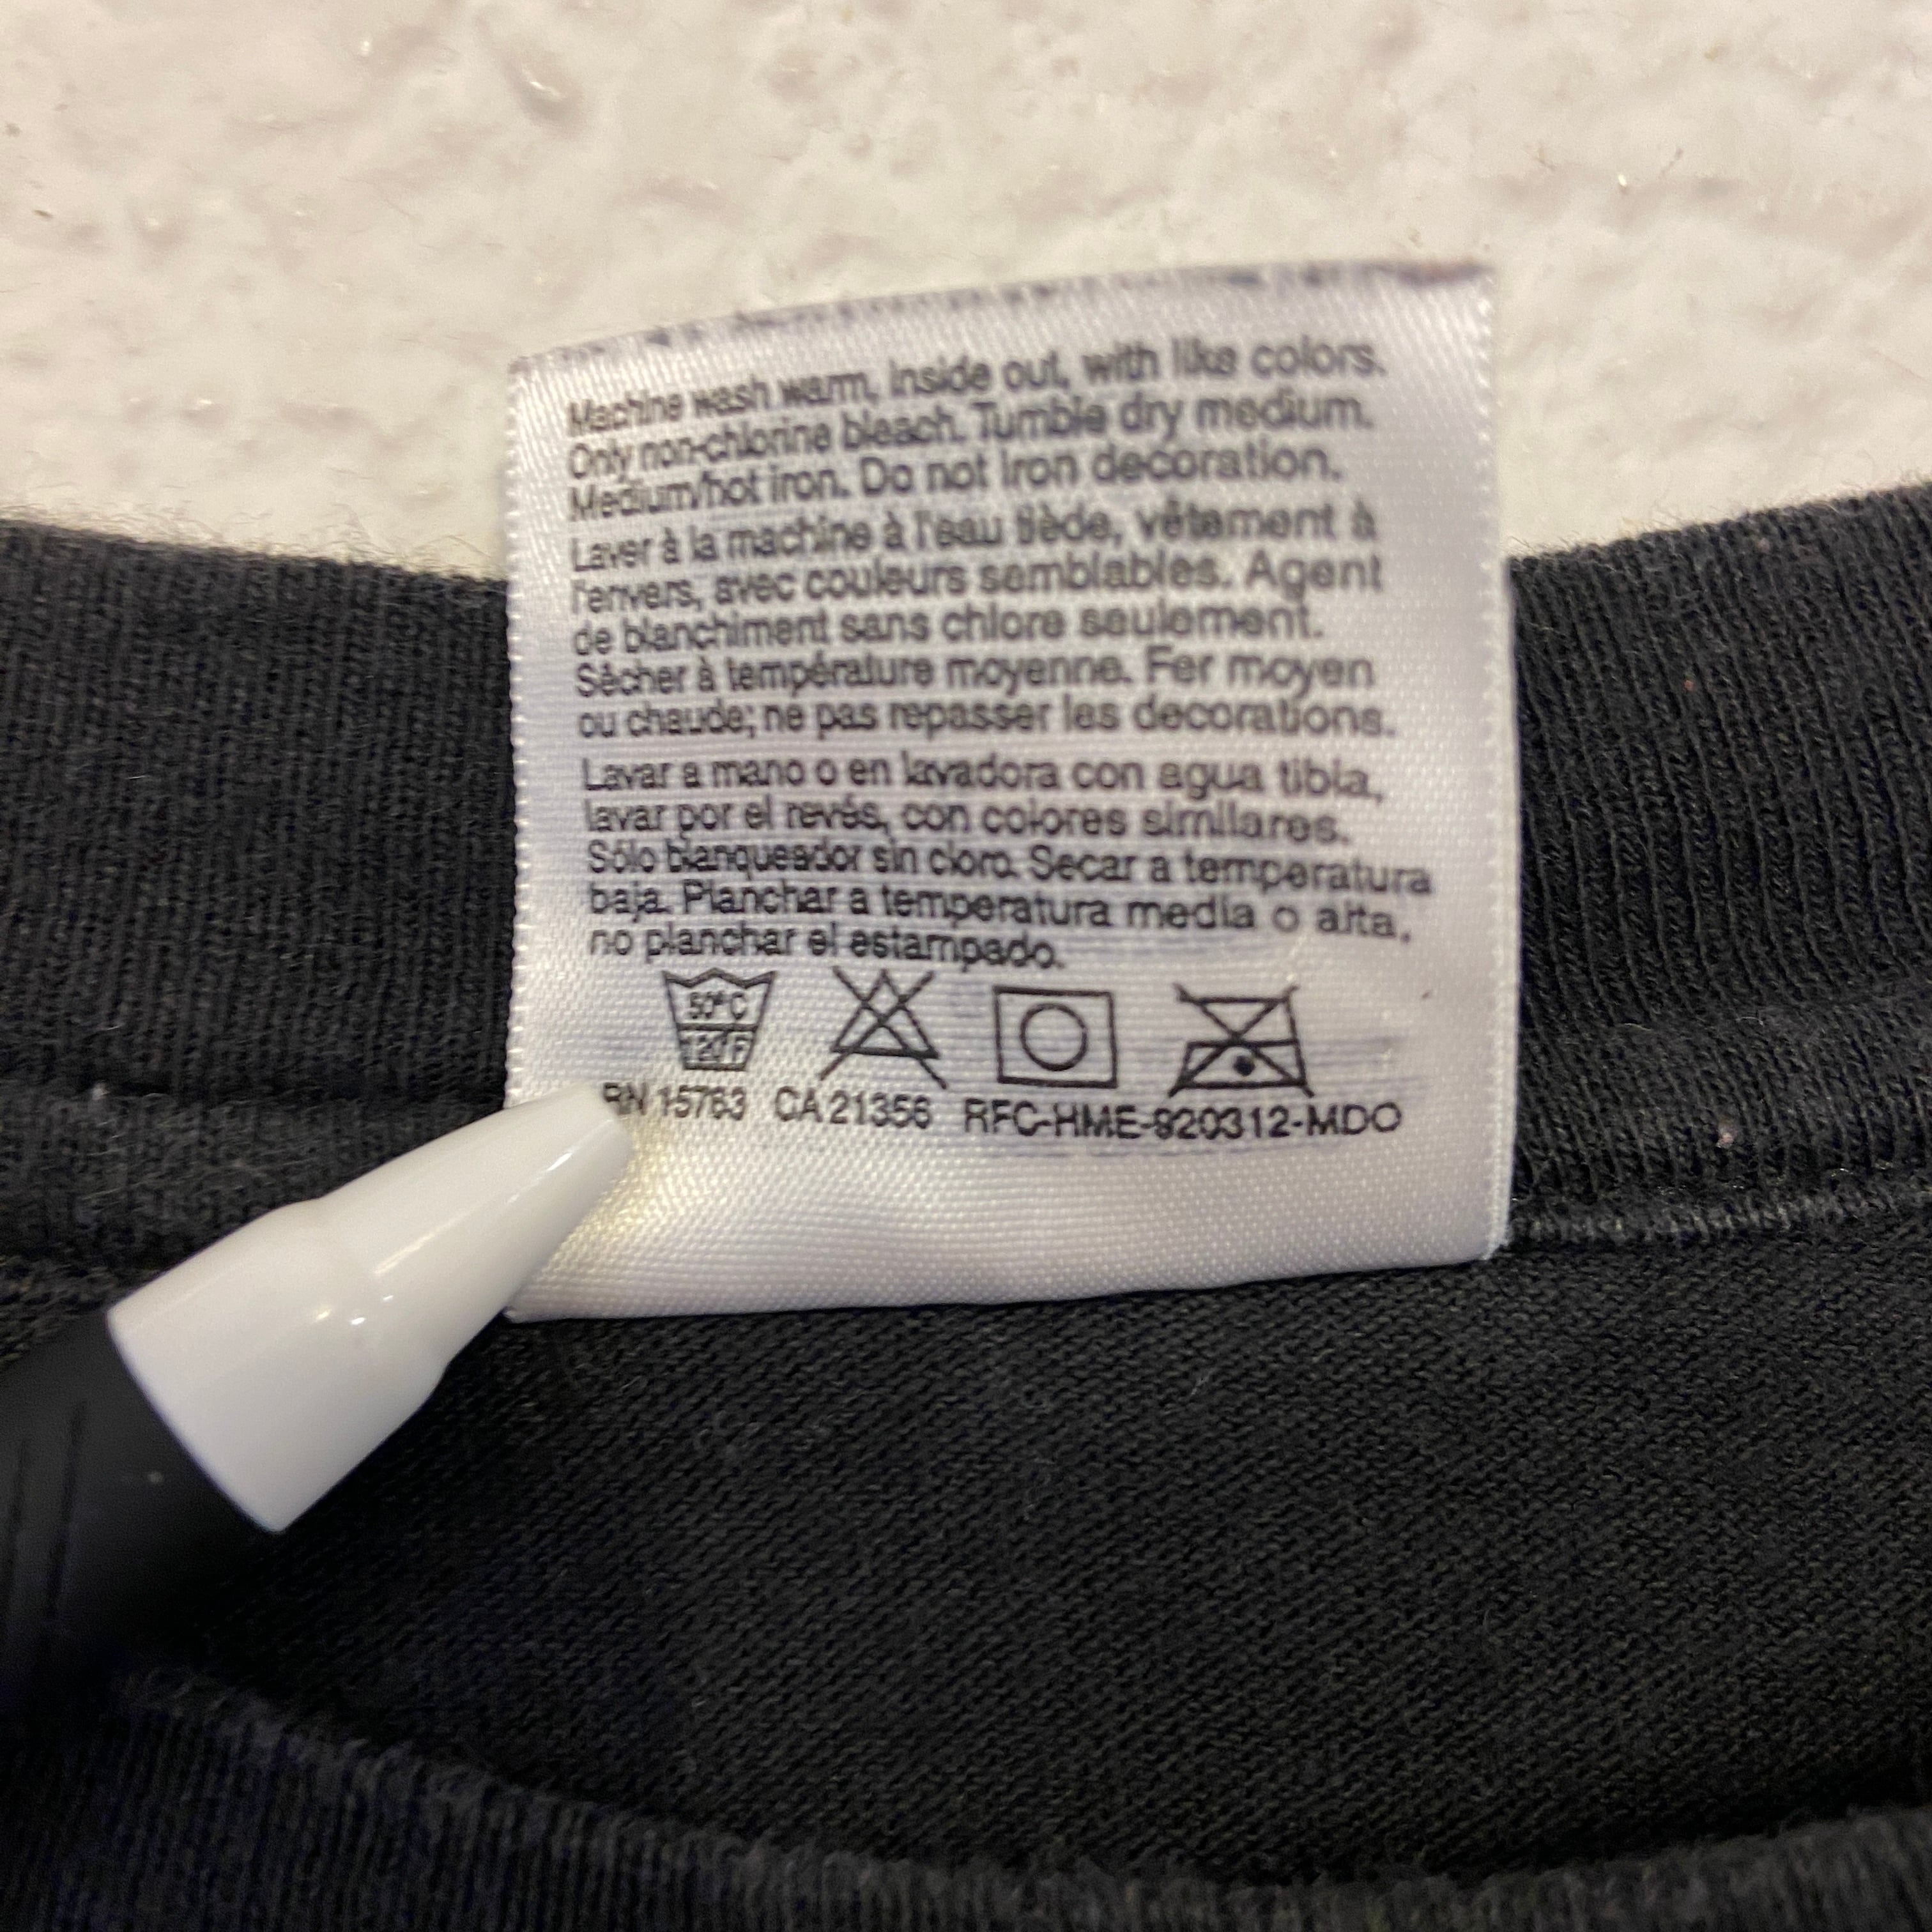 Machine wash warm, inside out, with like colors.
Only non-chlorine bleach. Tumble dry medium.
Medium/hot iron. Do not iron decoration.
Laver à la machine à l'eau tiède, vêtement à
l'envers, avec couleurs semblables. Agent
de blanchiment sans chlore seulement.
Sècher à température moyenne. Fer moyen
ou chaude; ne pas repasser les decorations.
Lavar a mano o en lavadora con agua tibia,
lavar por el revés, con colores similares.
Sólo blanqueador sin cloro. Secar a temperatura
baja. Planchar a temperatura media o alta,
no planchar el estampado.
50°C
120°F
RN 15763 CA 21356 RFC-HME-920312-MDO